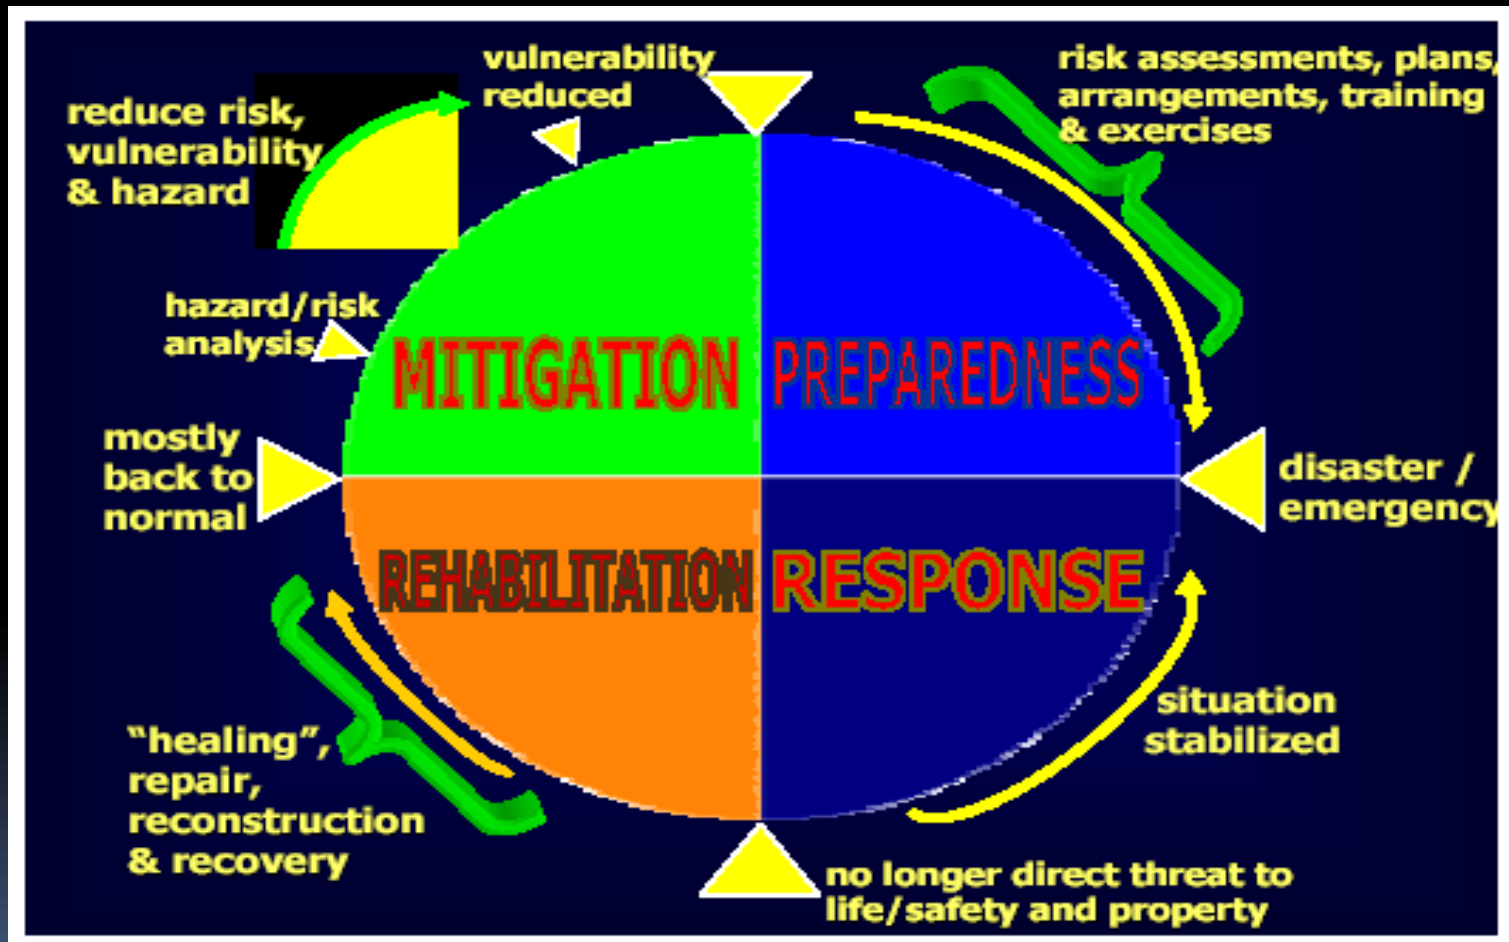 vulnerability
reduced
risk assessments, plans,
arrangements, training
& exercises
reduce risk,
vulnerability
& hazard
hazard/risk
analysis
MITIGATION
PREPAREDNESS
mostly
back to
normal
disaster /
emergency
REHABILITATION
RESPONSE
situation
stabilized
“healing”,
repair,
reconstruction
& recovery
no longer direct threat to
life/safety and property